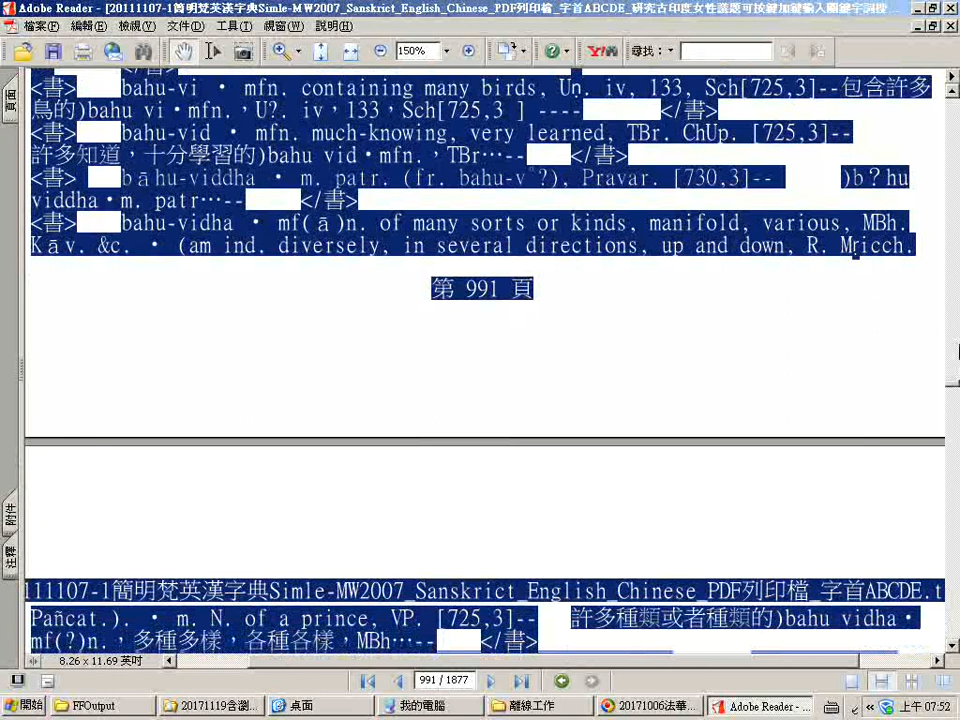 Adobe Reader - [20111107-1簡明梵英漢字典Simle-MW2007_Sanskrict_English_Chinese_PDF列印檔_字首ABCDE_研究古印度女性議題可按加鍵輸入關鍵字詞搜
檔案(F) 編輯(E) 檢視(V) 文件(D) 工具(T) 視窗(W) 說明(H)
150% 尋找:
頁面
<書> bahu-vi • mfn. containing many birds, Uṇ. iv, 133, Sch[725,3]--包含許多
鳥的)bahu vi•mfn.，U?. iv，133，Sch[725,3 ] ---- </書>
<書> bahu-vid • mfn. much-knowing, very learned, TBr. ChUp. [725,3]--
許多知道，十分學習的)bahu vid•mfn.，TBr…-- </書>
<書> bāhu-viddha • m. patr. (fr. bahu-v˚?), Pravar. [730,3]-- )b？hu
viddha•m. patr…-- </書>
<書> bahu-vidha • mf(ā)n. of many sorts or kinds, manifold, various, MBh.
Kāv. &c. • (am ind. diversely, in several directions, up and down, R. Mṛicch.
第 991 頁
附件
註釋
111107-1簡明梵英漢字典Simle-MW2007_Sanskrict_English_Chinese_PDF列印檔_字首ABCDE.t
Pañcat.). • m. N. of a prince, VP. [725,3]-- 許多種類或者種類的)bahu vidha•
mf(?)n.，多種多樣，各種各樣，MBh…-- </書>
8.26 x 11.69 英吋
991 / 1877
開始 FFOutput 20171119含瀏... 桌面 我的電腦 離線工作 20171006法華... Adobe Reader - ... 上午 07:52